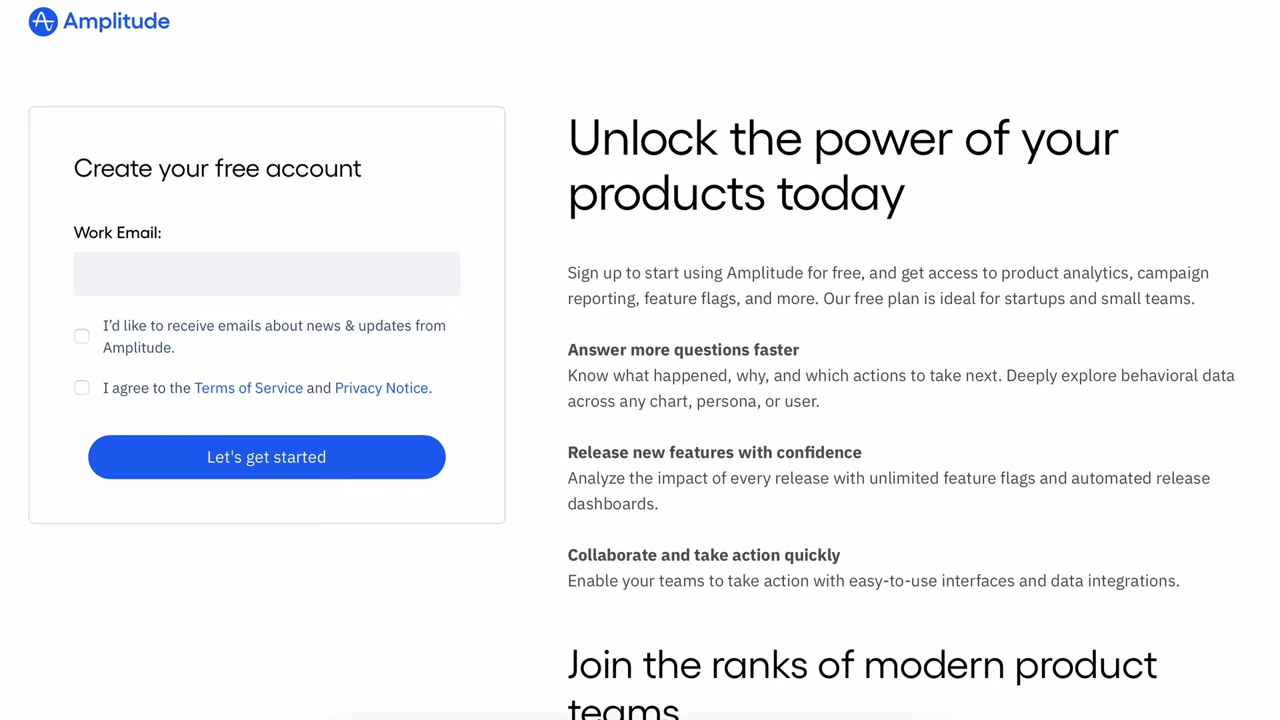 Amplitude
Create your free account
Work Email:
I’d like to receive emails about news & updates from
Amplitude.
I agree to the Terms of Service and Privacy Notice.
Let's get started
Unlock the power of your
products today
Sign up to start using Amplitude for free, and get access to product analytics, campaign
reporting, feature flags, and more. Our free plan is ideal for startups and small teams.
Answer more questions faster
Know what happened, why, and which actions to take next. Deeply explore behavioral data
across any chart, persona, or user.
Release new features with confidence
Analyze the impact of every release with unlimited feature flags and automated release
dashboards.
Collaborate and take action quickly
Enable your teams to take action with easy-to-use interfaces and data integrations.
Join the ranks of modern product
teams